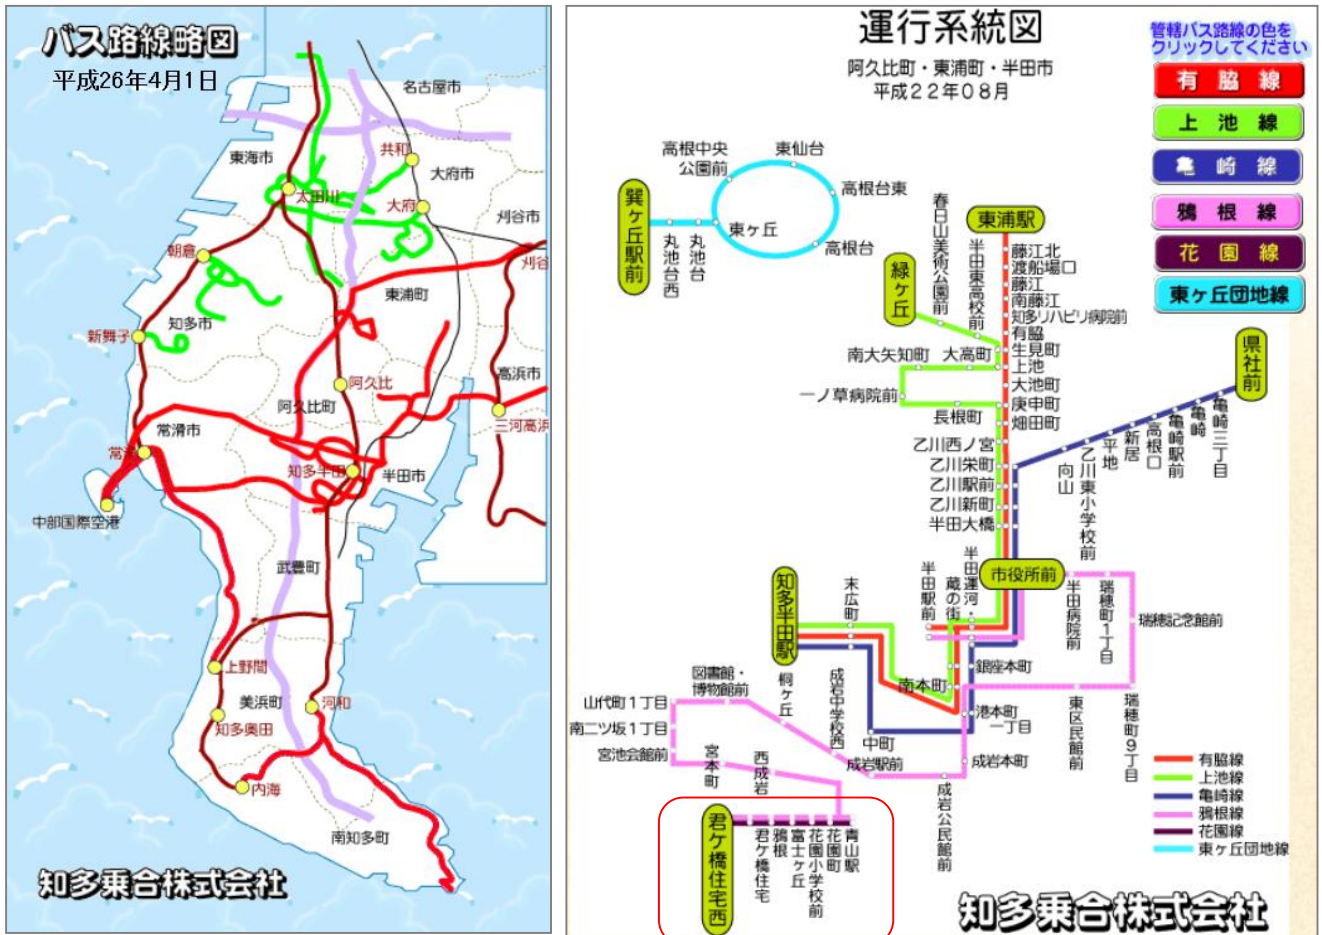 バス路線略図
平成26年4月1日
名古屋市
東海市
共和
大府市
太田川
大府
刈谷市
朝倉
刈谷
東浦町
知多市
新舞子
高浜市
阿久比
阿久比町
三河高浜
常滑市
常滑
知多半田
半田市
中部国際空港
武豊町
上野間
美浜町
河和
知多奥田
内海
南知多町
知多乗合株式会社
運行系統図
阿久比町・東浦町・半田市
平成22年08月
管轄バス路線の色を
クリックしてください
有脇線
上池線
亀崎線
鴉根線
花園線
東ヶ丘団地線
巽ヶ丘駅前
丸池台西
丸池台
東ヶ丘
高根中央
公園前
東仙台
高根台東
高根台
緑ヶ丘
春日山美術公園前
半田東高校前
東浦駅
藤江北
渡船場口
藤江
南藤江
知多リハビリ病院前
有脇
生見町
上池
大池町
庚申町
畑田町
南大矢知町
大高町
一ノ草病院前
長根町
乙川西ノ宮
乙川栄町
乙川駅前
乙川新町
半田大橋
県社前
亀崎三丁目
亀崎
亀崎駅前
高根口
新居
平地
乙川東小学校前
向山
市役所前
半田運河・
蔵の街
半田駅前
半田病院前
瑞穂町1丁目
瑞穂記念館前
瑞穂町9丁目
東区民館前
知多半田駅
末広町
南本町
銀座本町
港本町
一丁目
中町
成岩本町
成岩公民館前
成岩駅前
成岩中学校西
桐ヶ丘
図書館・
博物館前
山代町1丁目
南二ツ坂1丁目
宮池会館前
宮本町
西成岩
君ケ橋住宅西
君ケ橋住宅
鴉根
富士ヶ丘
花園小学校前
花園町
青山駅
有脇線
上池線
亀崎線
鴉根線
花園線
東ヶ丘団地線
知多乗合株式会社